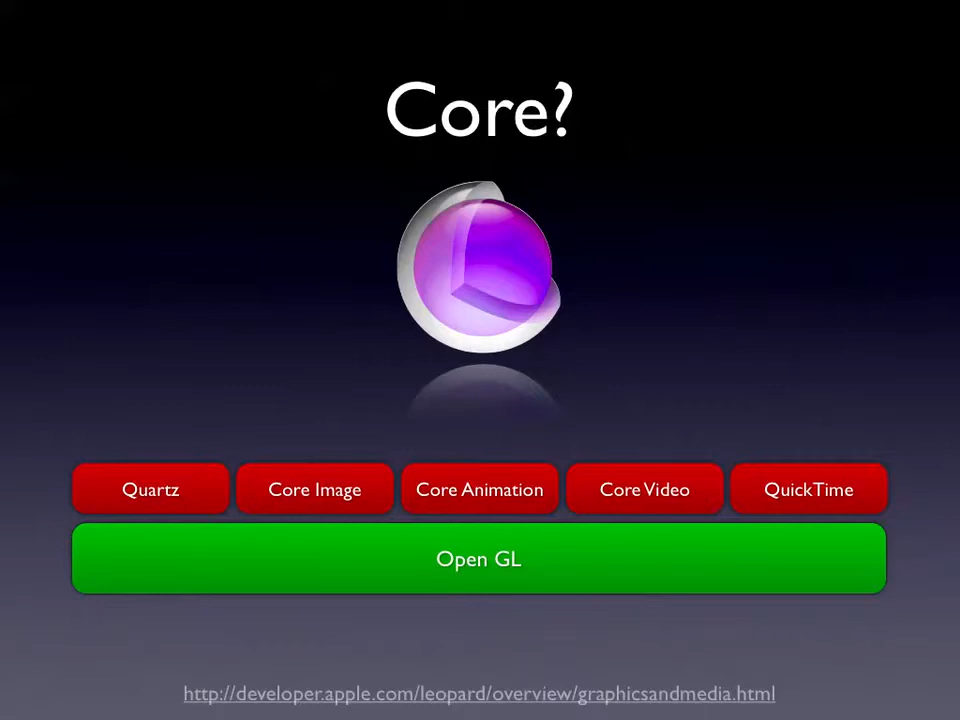 Core?
Quartz
Core Image
Core Animation
Core Video
QuickTime
Open GL
http://developer.apple.com/leopard/overview/graphicsandmedia.html